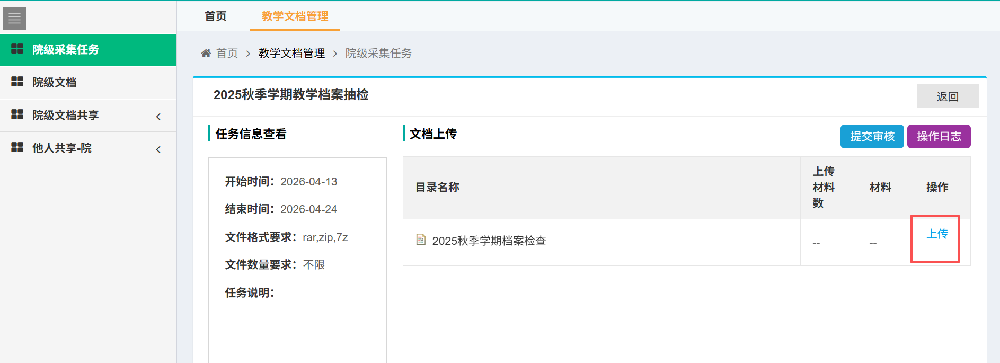 首页
教学文档管理
院级采集任务
院级文档
院级文档共享
他人共享-院
首页 > 教学文档管理 > 院级采集任务
2025秋季学期教学档案抽检
返回
任务信息查看
开始时间：2026-04-13
结束时间：2026-04-24
文件格式要求：rar,zip,7z
文件数量要求：不限
任务说明：
文档上传
提交审核
操作日志
目录名称
上传
材料
数
材料
操作
2025秋季学期档案检查
--
--
上传